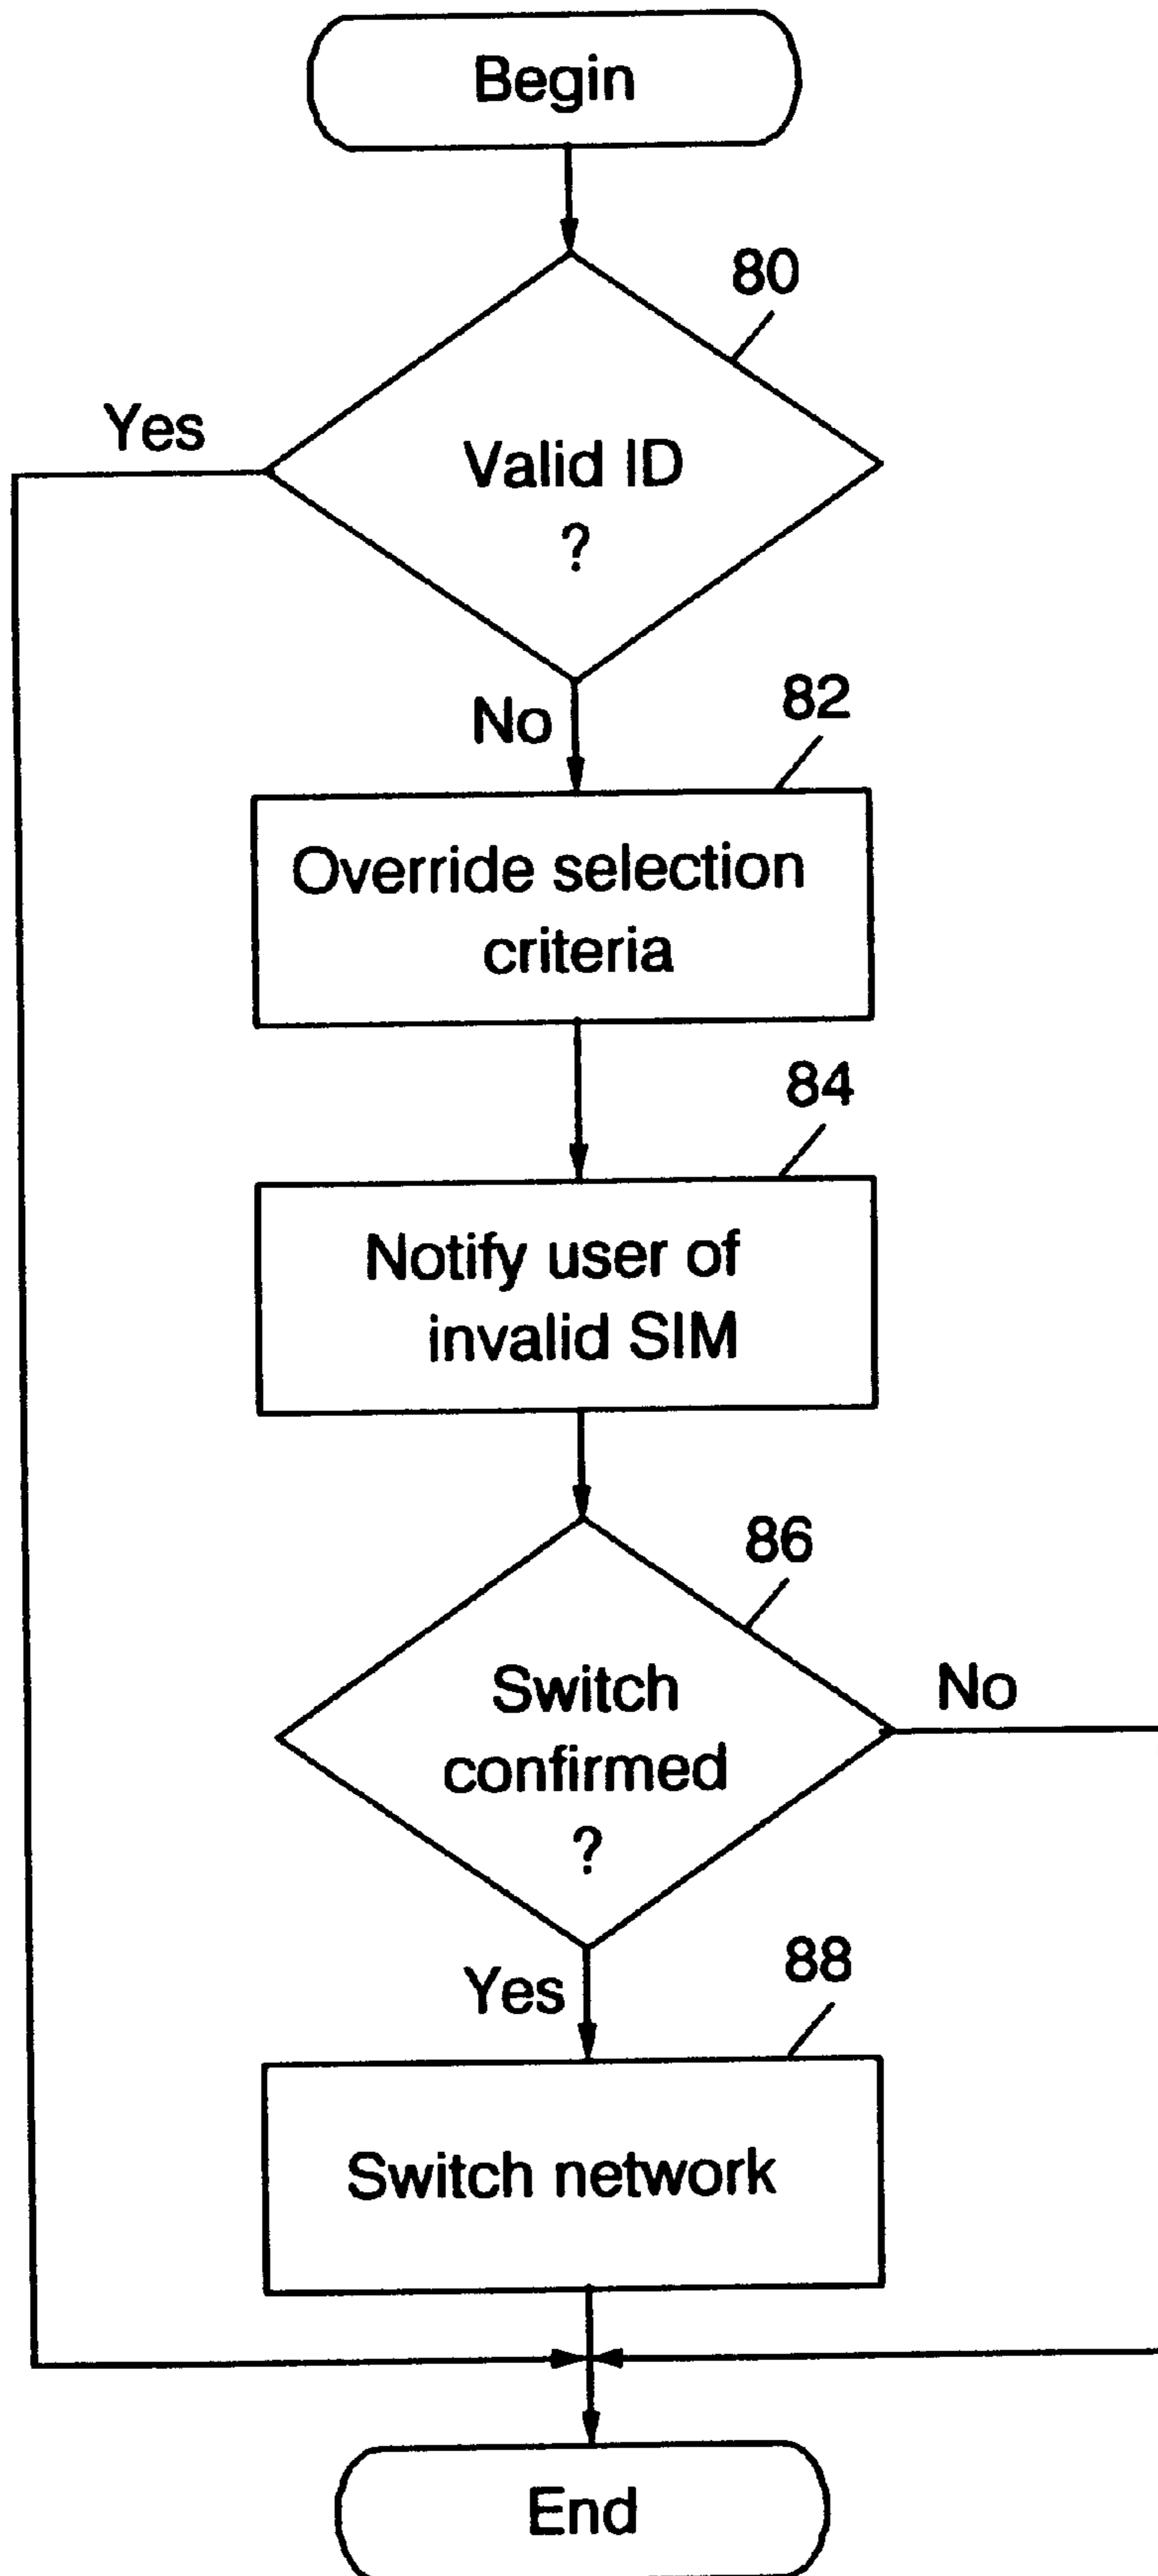 Begin
80
Yes
Valid ID
?
No
82
Override selection
criteria
84
Notify user of
invalid SIM
86
Switch
confirmed
?
No
Yes
88
Switch network
End